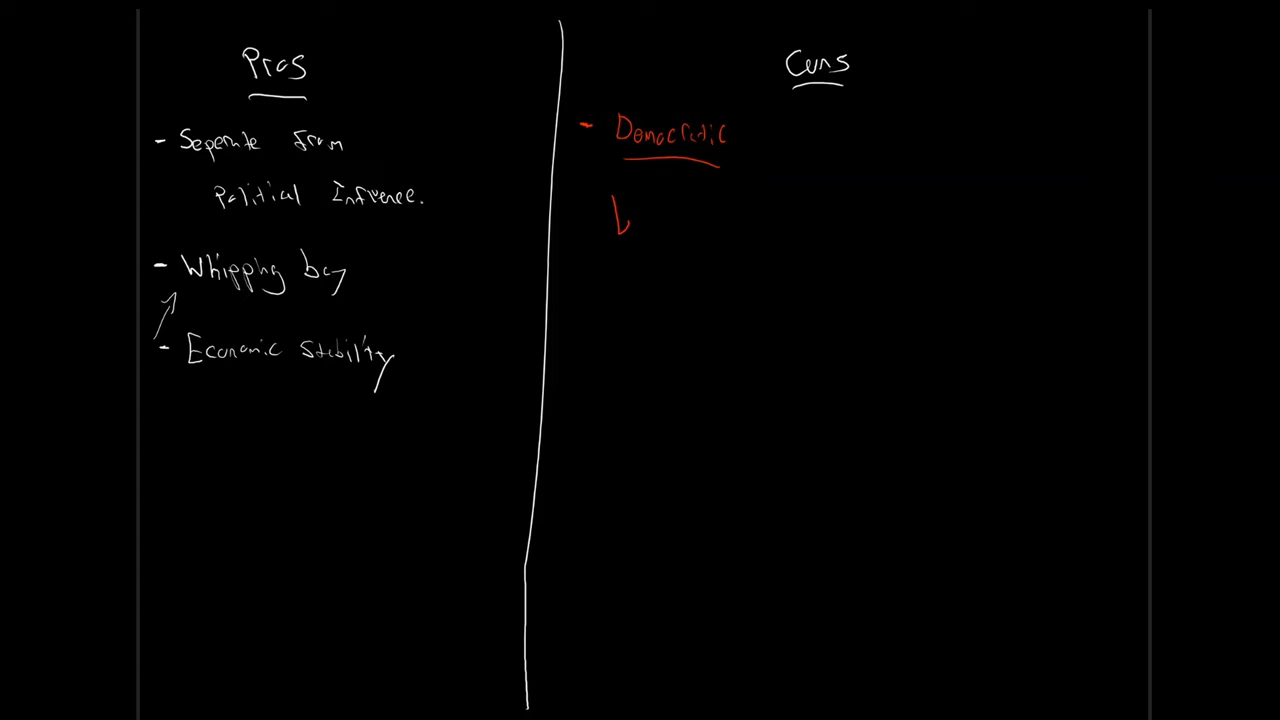 Pros
- Seperate from
Political Influence.
- Whipping boy
- Economic stability
Cons
- Democratic